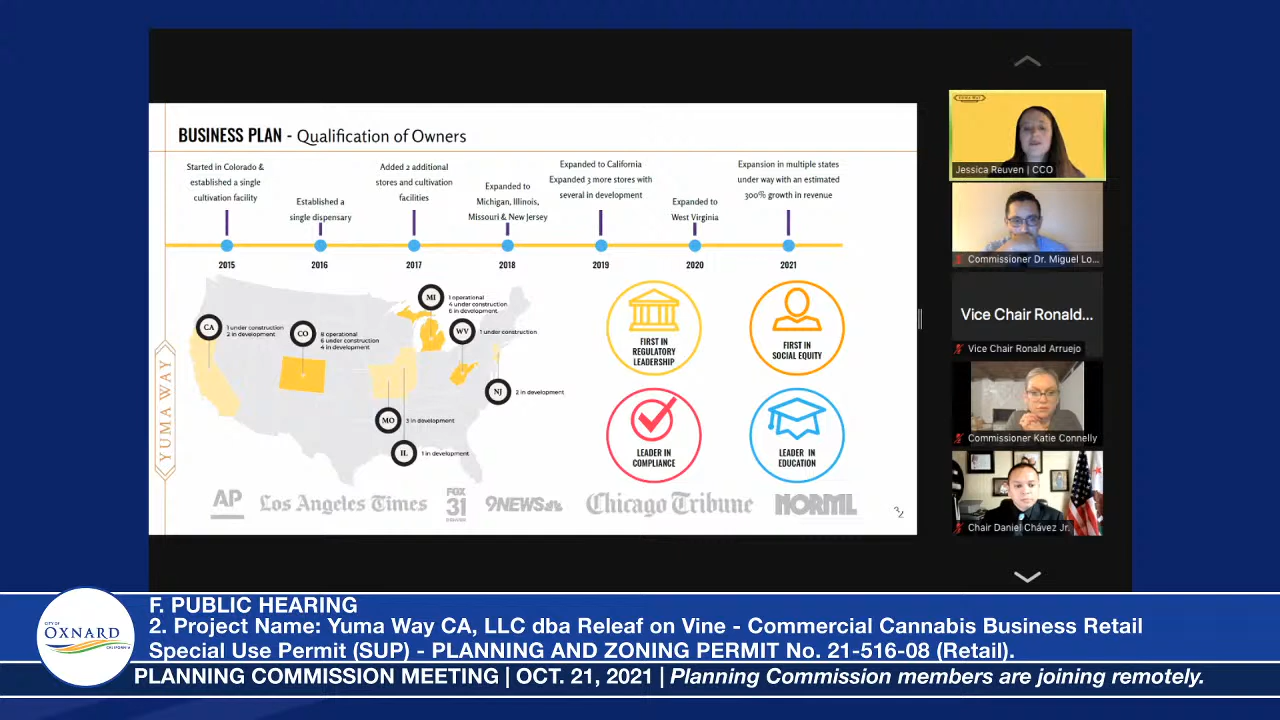 BUSINESS PLAN - Qualification of Owners
Started in Colorado &
established a single
cultivation facility
Established a
single dispensary
Added 2 additional
stores and cultivation
facilities
Expanded to
Michigan, Illinois,
Missouri & New Jersey
Expanded to California
Expanded 3 more stores with
several in development
Expanded to
West Virginia
Expansion in multiple states
under way with an estimated
300% growth in revenue
2015
2016
2017
2018
2019
2020
2021
CA
1 under construction
2 in development
CO
8 operational
6 under construction
4 in development
MI
1 operational
4 under construction
6 in development
WV
1 under construction
NJ
2 in development
MO
3 in development
IL
1 in development
FIRST IN
REGULATORY
LEADERSHIP
FIRST IN
SOCIAL EQUITY
LEADER IN
COMPLIANCE
LEADER IN
EDUCATION
YUMA WAY
AP
Los Angeles Times
FOX
31
DENVER
9NEWS
Chicago Tribune
NORML
32
YUMA WAY
Jessica Reuven | CCO
Commissioner Dr. Miguel Lo...
Vice Chair Ronald...
Vice Chair Ronald Arruejo
Commissioner Katie Connelly
Chair Daniel Chávez Jr.
CITY OF
OXNARD
CALIFORNIA
F. PUBLIC HEARING
2. Project Name: Yuma Way CA, LLC dba Releaf on Vine - Commercial Cannabis Business Retail
Special Use Permit (SUP) - PLANNING AND ZONING PERMIT No. 21-516-08 (Retail).
PLANNING COMMISSION MEETING | OCT. 21, 2021 | Planning Commission members are joining remotely.